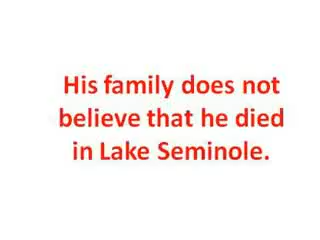 His family does not
believe that he died
in Lake Seminole.